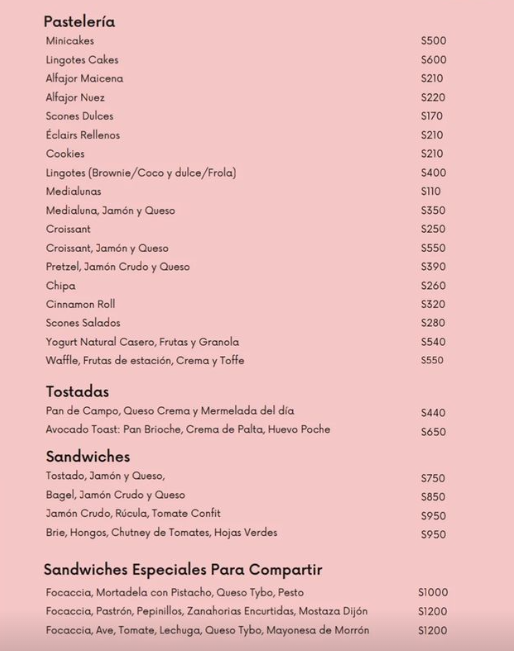 Pastelería
Minicakes $500
Lingotes Cakes $600
Alfajor Maicena $210
Alfajor Nuez $220
Scones Dulces $170
Éclairs Rellenos $210
Cookies $210
Lingotes (Brownie/Coco y dulce/Frola) $400
Medialunas $110
Medialuna, Jamón y Queso $350
Croissant $250
Croissant, Jamón y Queso $550
Pretzel, Jamón Crudo y Queso $390
Chipa $260
Cinnamon Roll $320
Scones Salados $280
Yogurt Natural Casero, Frutas y Granola $540
Waffle, Frutas de estación, Crema y Toffe $550
Tostadas
Pan de Campo, Queso Crema y Mermelada del día $440
Avocado Toast: Pan Brioche, Crema de Palta, Huevo Poche $650
Sandwiches
Tostado, Jamón y Queso, $750
Bagel, Jamón Crudo y Queso $850
Jamón Crudo, Rúcula, Tomate Confit $950
Brie, Hongos, Chutney de Tomates, Hojas Verdes $950
Sandwiches Especiales Para Compartir
Focaccia, Mortadela con Pistacho, Queso Tybo, Pesto $1000
Focaccia, Pastrón, Pepinillos, Zanahorias Encurtidas, Mostaza Dijón $1200
Focaccia, Ave, Tomate, Lechuga, Queso Tybo, Mayonesa de Morrón $1200